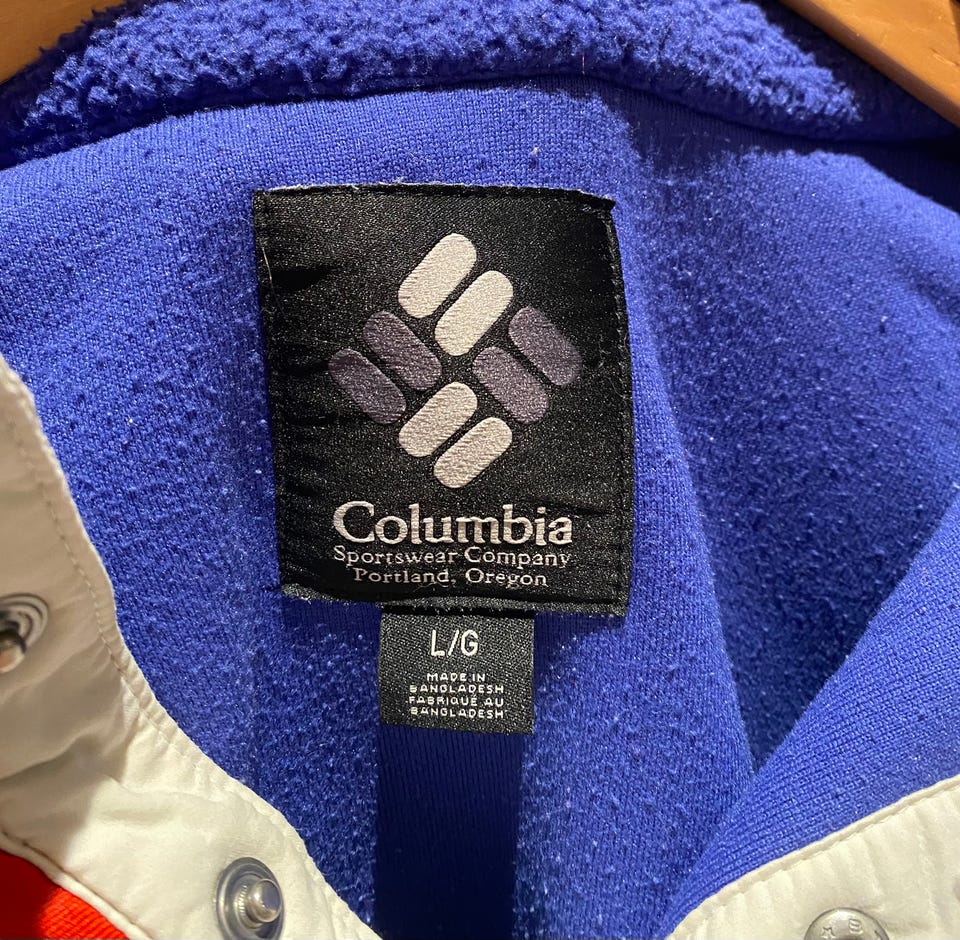 Columbia
Sportswear Company
Portland, Oregon
L/G
MADE IN
BANGLADESH
FABRIQUÉ AU
BANGLADESH